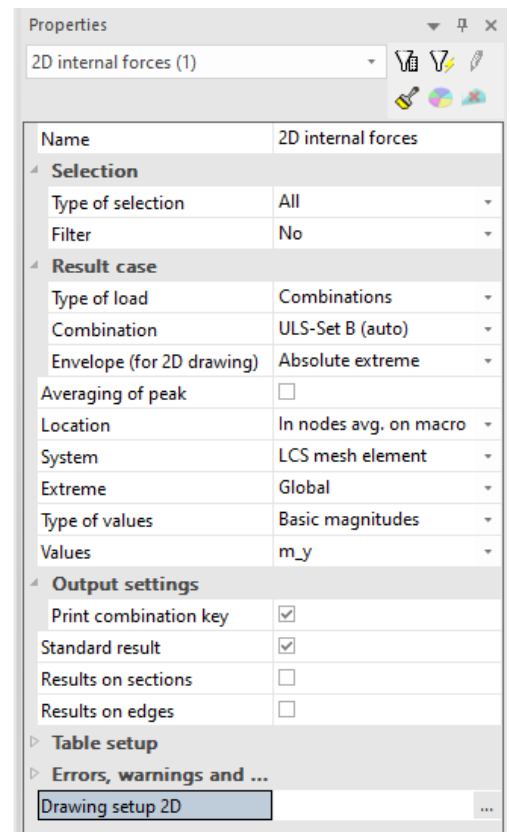 Properties
2D internal forces (1)
Name 2D internal forces
Selection
Type of selection All
Filter No
Result case
Type of load Combinations
Combination ULS-Set B (auto)
Envelope (for 2D drawing) Absolute extreme
Averaging of peak
Location In nodes avg. on macro
System LCS mesh element
Extreme Global
Type of values Basic magnitudes
Values m_y
Output settings
Print combination key
Standard result
Results on sections
Results on edges
Table setup
Errors, warnings and ...
Drawing setup 2D ...